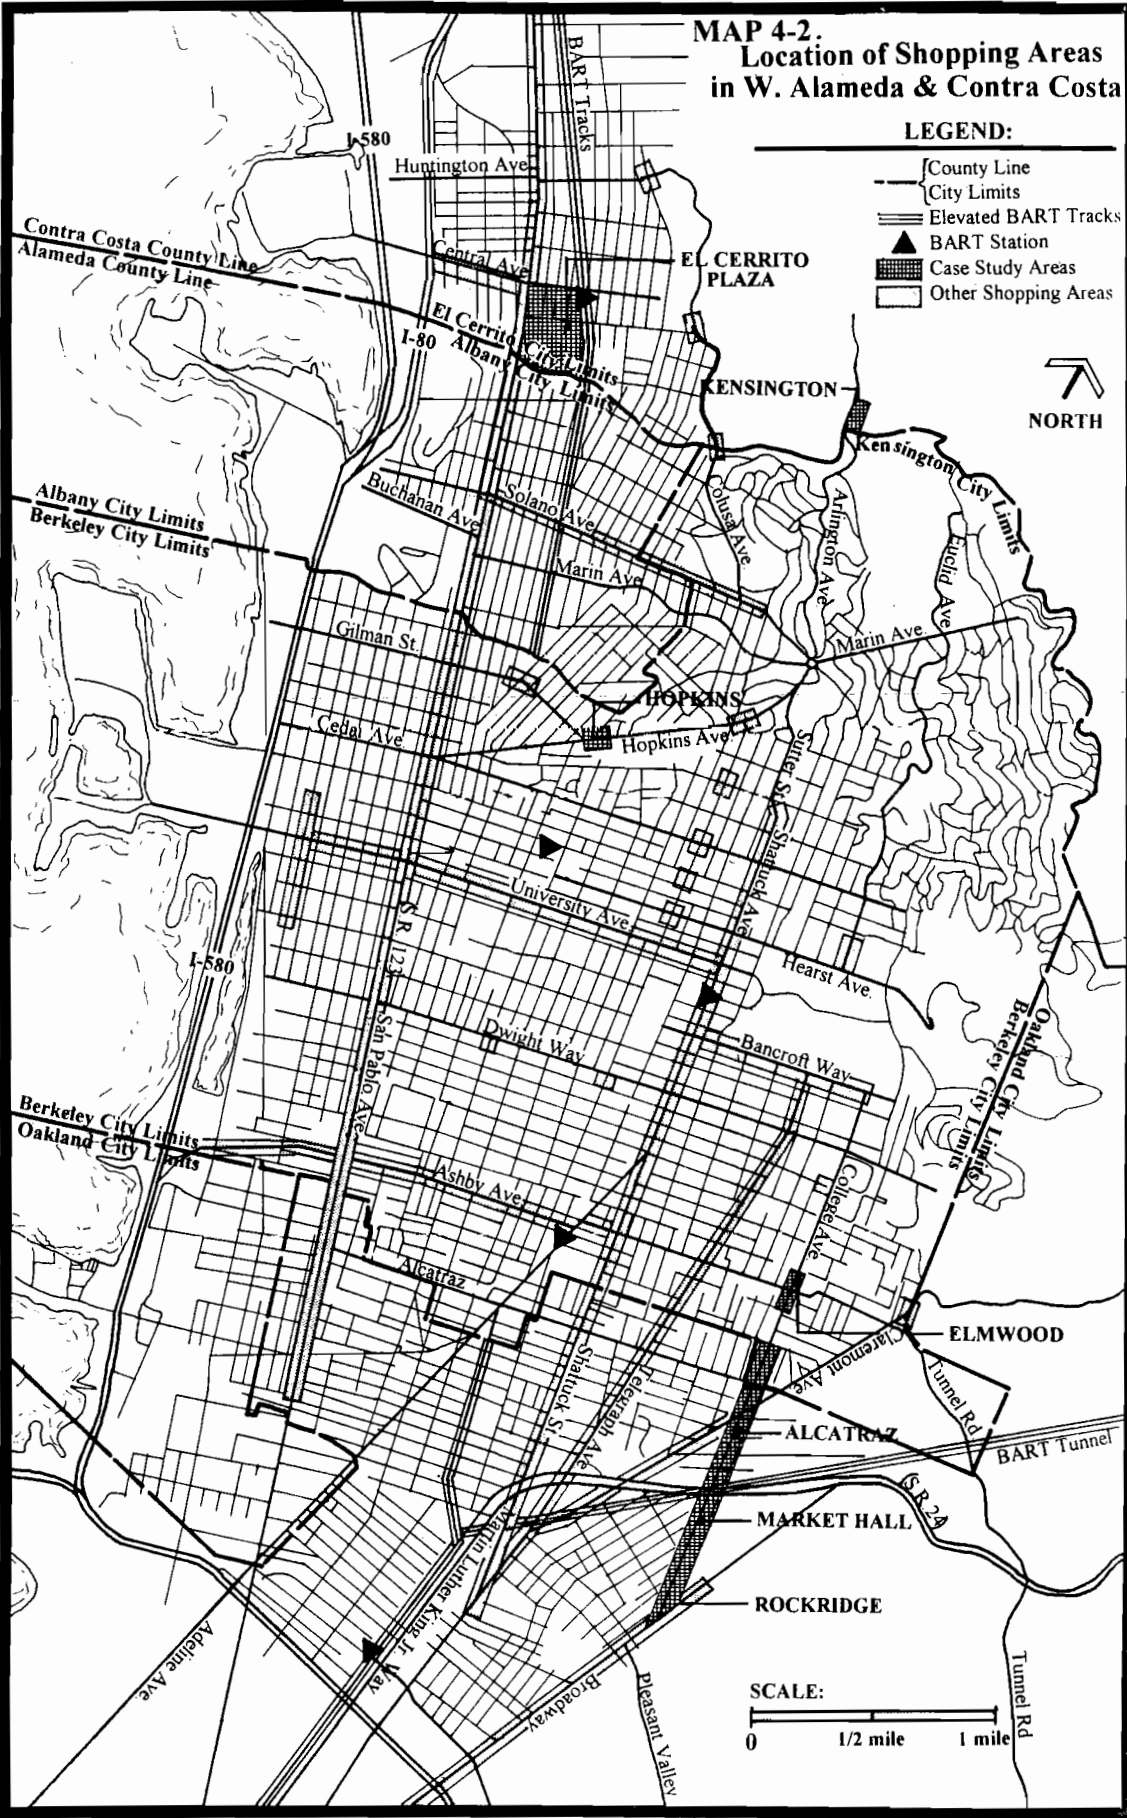 MAP 4-2.
Location of Shopping Areas
in W. Alameda & Contra Costa
LEGEND:
County Line
City Limits
Elevated BART Tracks
BART Station
Case Study Areas
Other Shopping Areas
NORTH
BART Tracks
I-580
Huntington Ave.
Contra Costa County Line
Alameda County Line
Central Ave.
EL CERRITO
PLAZA
El Cerrito City Limits
Albany City Limits
I-80
KENSINGTON
Kensington City Limits
Albany City Limits
Berkeley City Limits
Buchanan Ave.
Solano Ave.
Colusa Ave.
Arlington Ave.
Euclid Ave.
Marin Ave.
Marin Ave.
Gilman St.
HOPKINS
Hopkins Ave.
Cedar Ave.
Sutter St.
Shattuck Ave.
University Ave.
S.R. 123
Hearst Ave.
I-580
San Pablo Ave.
Dwight Way
Bancroft Way
Oakland City Limits
Berkeley City Limits
Berkeley City Limits
Oakland City Limits
Ashby Ave.
College Ave.
Alcatraz
ELMWOOD
Claremont Ave.
Tunnel Rd
Shattuck St.
Telegraph Ave.
ALCATRAZ
BART Tunnel
S.R. 24
MARKET HALL
Martin Luther King Jr. Way
ROCKRIDGE
Adeline Ave.
Broadway
Pleasant Valley
Tunnel Rd
SCALE:
0 1/2 mile 1 mile